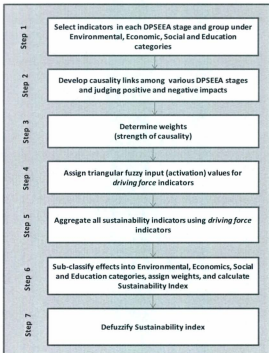 Step 1
Select indicators in each DPSEEA stage and group under
Environmental, Economic, Social and Education
categories
Step 2
Develop causality links among various DPSEEA stages
and judging positive and negative impacts
Step 3
Determine weights
(strength of causality)
Step 4
Assign triangular fuzzy input (activation) values for
driving force indicators
Step 5
Aggregate all sustainability indicators using driving force
indicators
Step 6
Sub-classify effects into Environmental, Economics, Social
and Education categories, assign weights, and calculate
Sustainability Index
Step 7
Defuzzify Sustainability index